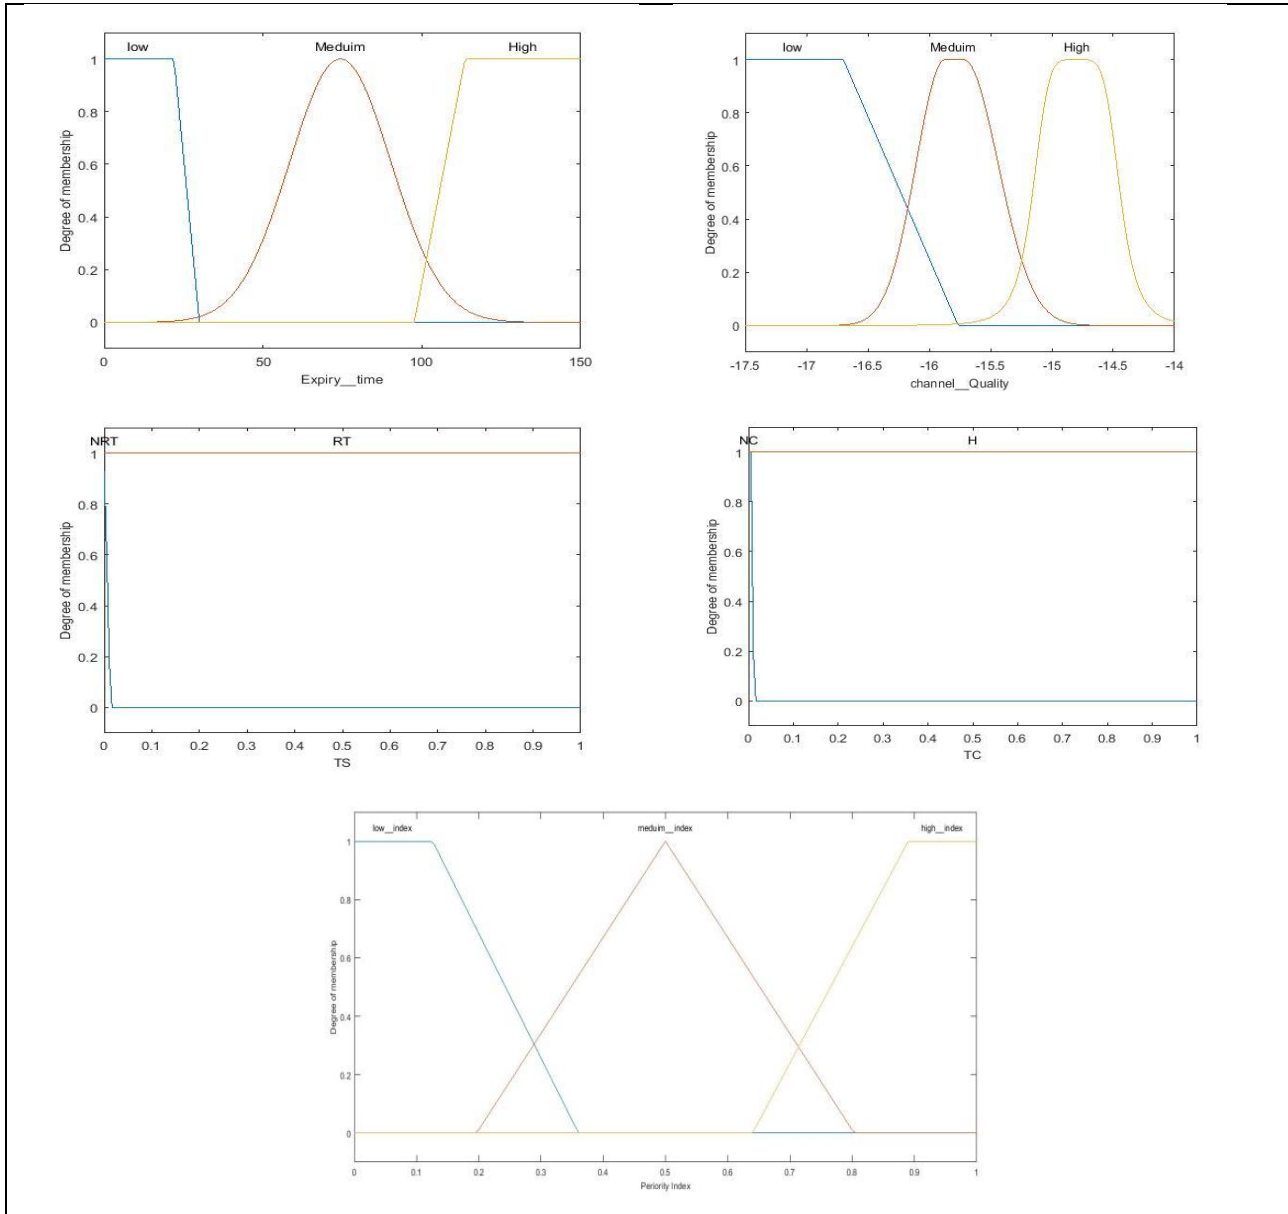 low Meduim High
1
0.8
0.6
0.4
0.2
0
Degree of membership
0 50 100 150
Expiry__time
low Meduim High
1
0.8
0.6
0.4
0.2
0
Degree of membership
-17.5 -17 -16.5 -16 -15.5 -15 -14.5 -14
channel__Quality
NRT RT
1
0.8
0.6
0.4
0.2
0
Degree of membership
0 0.1 0.2 0.3 0.4 0.5 0.6 0.7 0.8 0.9 1
TS
NC H
1
0.8
0.6
0.4
0.2
0
Degree of membership
0 0.1 0.2 0.3 0.4 0.5 0.6 0.7 0.8 0.9 1
TC
low__index meduim__index high__index
1
0.8
0.6
0.4
0.2
0
Degree of membership
0 0.1 0.2 0.3 0.4 0.5 0.6 0.7 0.8 0.9 1
Periority Index